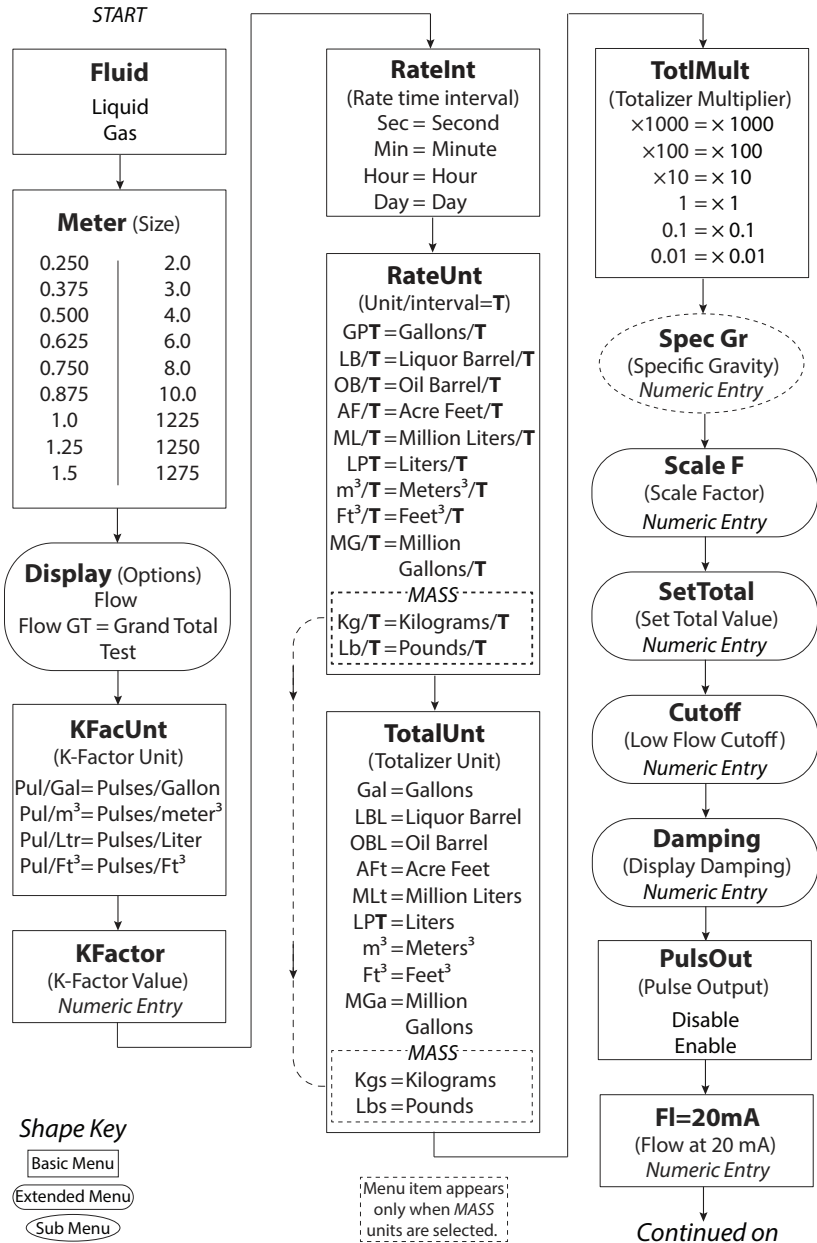 START
Fluid
Liquid
Gas
Meter (Size)
0.250 2.0
0.375 3.0
0.500 4.0
0.625 6.0
0.750 8.0
0.875 10.0
1.0 1225
1.25 1250
1.5 1275
Display (Options)
Flow
Flow GT = Grand Total
Test
KFacUnt
(K-Factor Unit)
Pul/Gal= Pulses/Gallon
Pul/m³= Pulses/meter³
Pul/Ltr= Pulses/Liter
Pul/Ft³= Pulses/Ft³
KFactor
(K-Factor Value)
Numeric Entry
Shape Key
Basic Menu
Extended Menu
Sub Menu
RateInt
(Rate time interval)
Sec = Second
Min = Minute
Hour = Hour
Day = Day
RateUnt
(Unit/interval=T)
GPT = Gallons/T
LB/T = Liquor Barrel/T
OB/T = Oil Barrel/T
AF/T = Acre Feet/T
ML/T = Million Liters/T
LPT = Liters/T
m³/T = Meters³/T
Ft³/T = Feet³/T
MG/T = Million
Gallons/T
MASS
Kg/T = Kilograms/T
Lb/T = Pounds/T
TotalUnt
(Totalizer Unit)
Gal = Gallons
LBL = Liquor Barrel
OBL = Oil Barrel
AFt = Acre Feet
MLt = Million Liters
LPT = Liters
m³ = Meters³
Ft³ = Feet³
MGa = Million
Gallons
MASS
Kgs = Kilograms
Lbs = Pounds
Menu item appears
only when MASS
units are selected.
TotlMult
(Totalizer Multiplier)
×1000 = × 1000
×100 = × 100
×10 = × 10
1 = × 1
0.1 = × 0.1
0.01 = × 0.01
Spec Gr
(Specific Gravity)
Numeric Entry
Scale F
(Scale Factor)
Numeric Entry
SetTotal
(Set Total Value)
Numeric Entry
Cutoff
(Low Flow Cutoff)
Numeric Entry
Damping
(Display Damping)
Numeric Entry
PulsOut
(Pulse Output)
Disable
Enable
Fl=20mA
(Flow at 20 mA)
Numeric Entry
Continued on